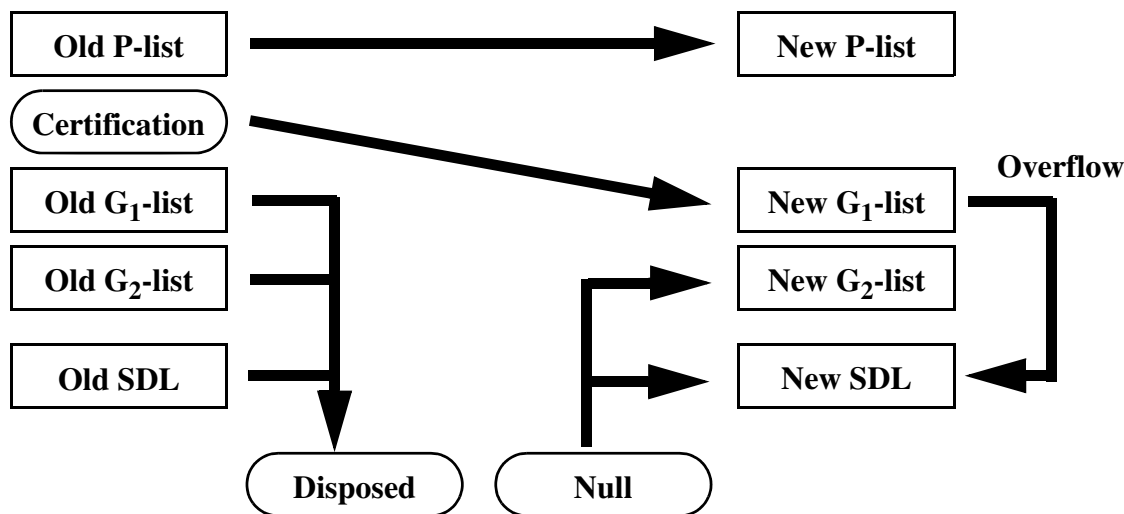 Old P-list
New P-list
Certification
Overflow
Old G₁-list
New G₁-list
Old G₂-list
New G₂-list
Old SDL
New SDL
Disposed
Null